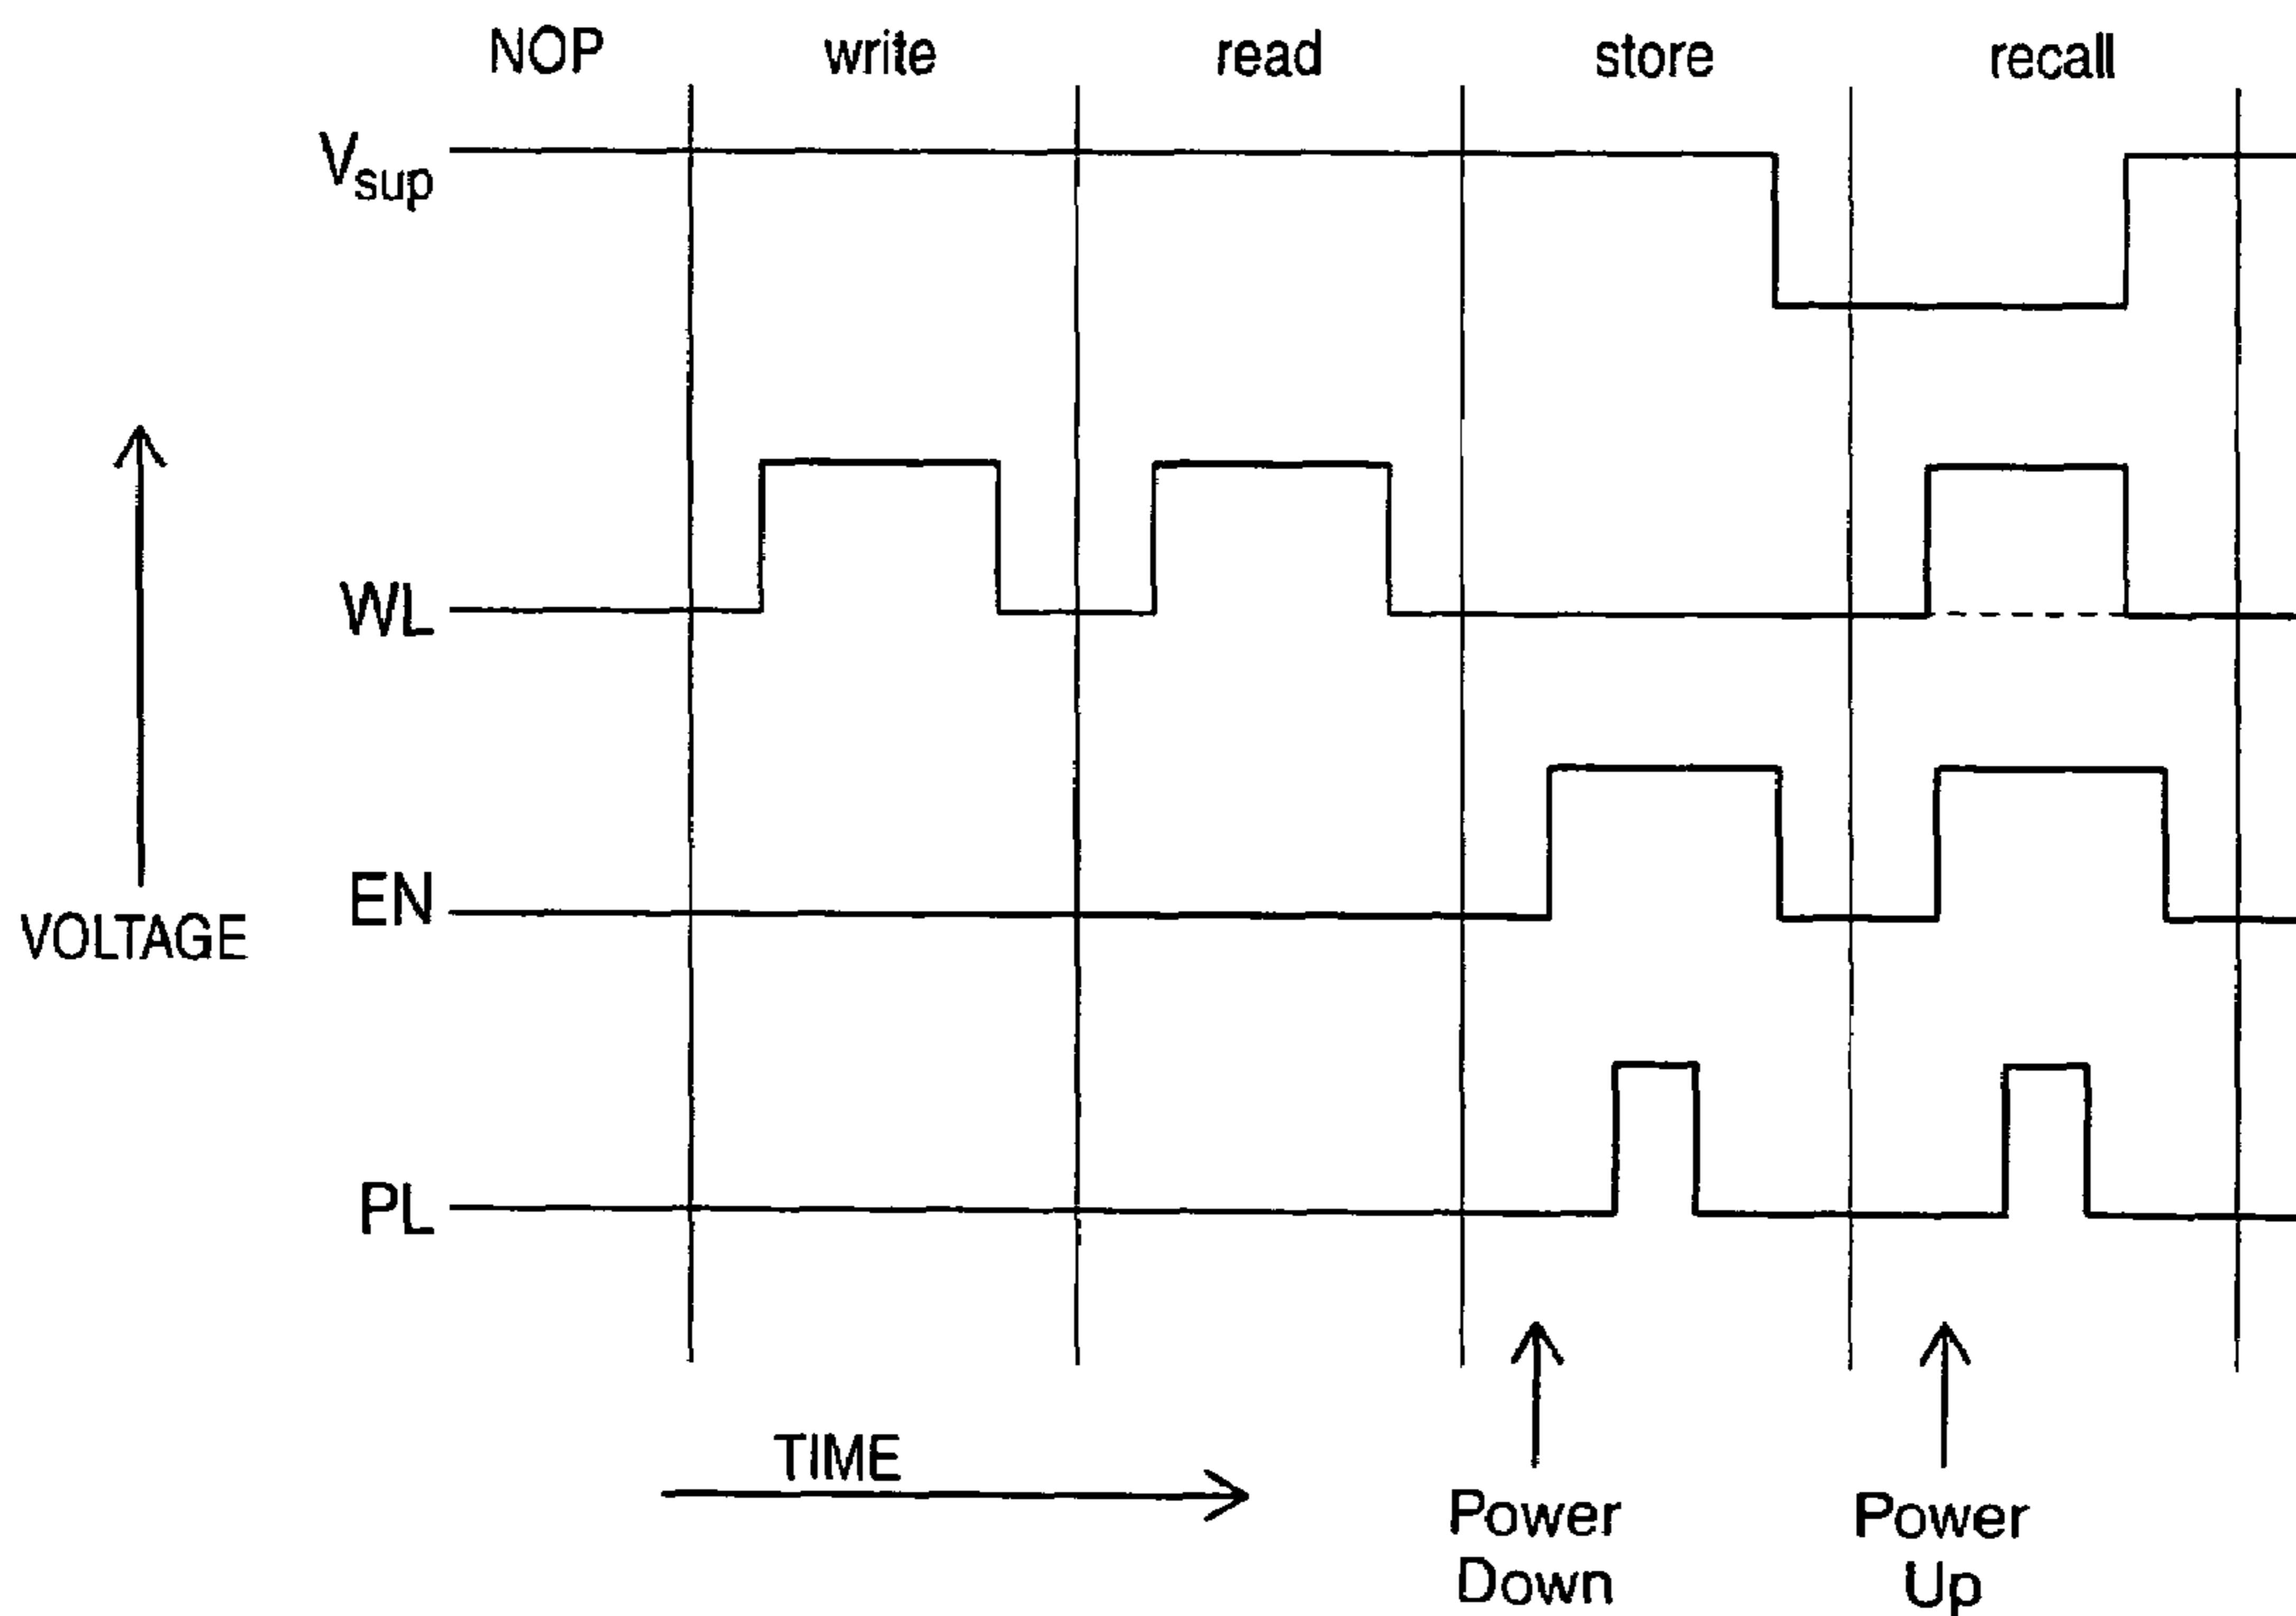 NOP write read store recall
Vsup
WL
EN
VOLTAGE
PL
TIME
Power
Down
Power
Up